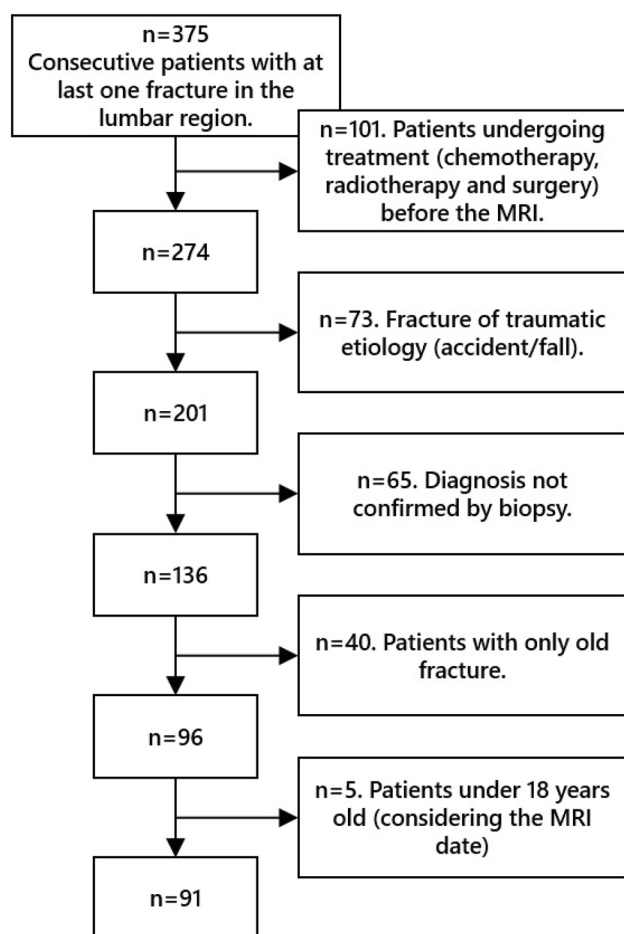 n=375
Consecutive patients with at
last one fracture in the
lumbar region.
n=101. Patients undergoing
treatment (chemotherapy,
radiotherapy and surgery)
before the MRI.
n=274
n=73. Fracture of traumatic
etiology (accident/fall).
n=201
n=65. Diagnosis not
confirmed by biopsy.
n=136
n=40. Patients with only old
fracture.
n=96
n=5. Patients under 18 years
old (considering the MRI
date)
n=91